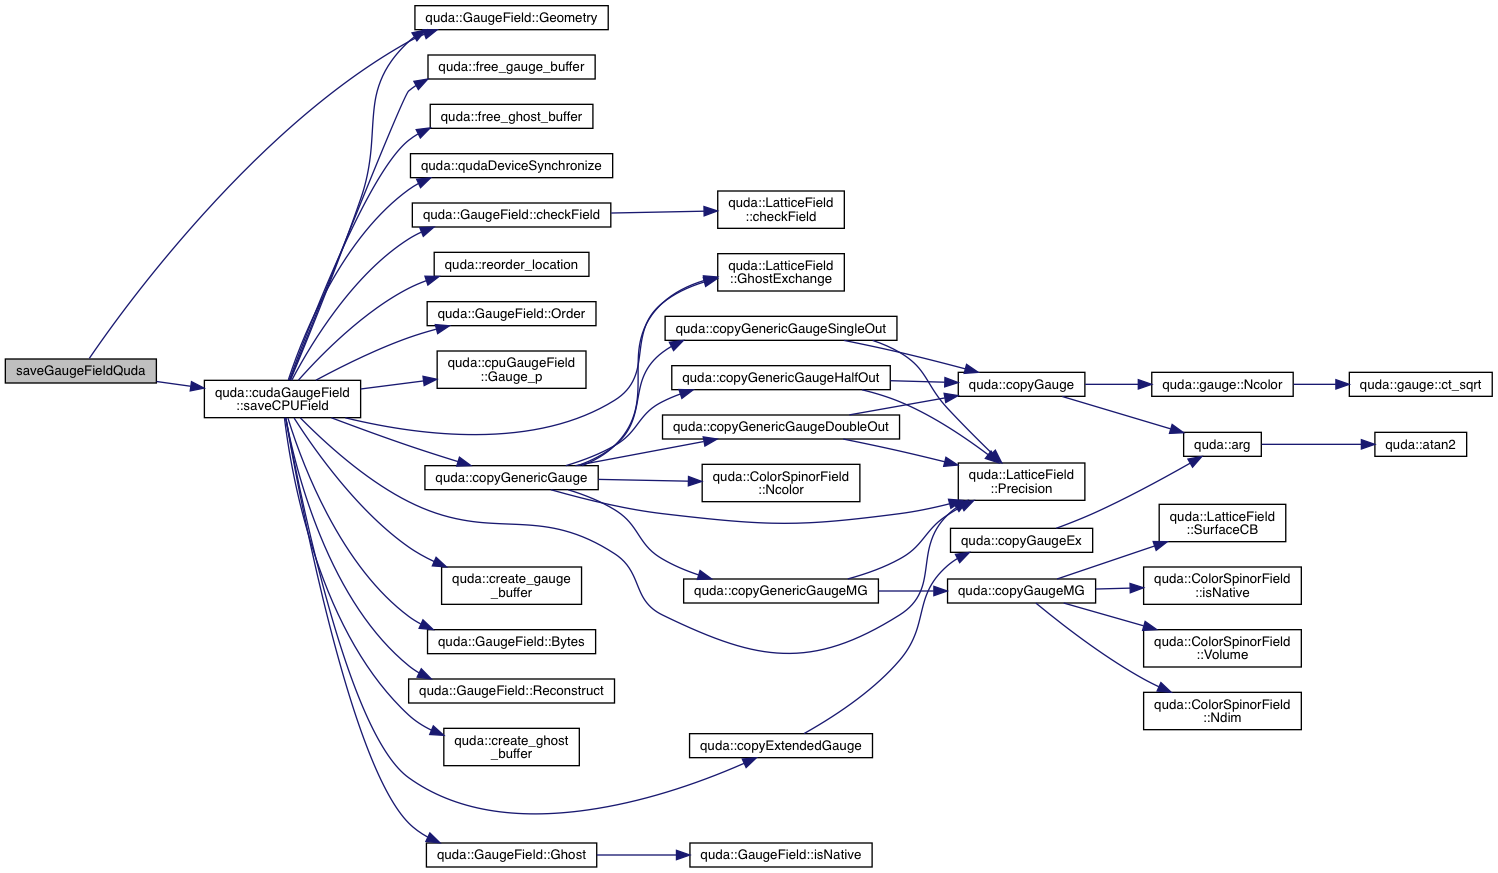 saveGaugeFieldQuda
quda::cudaGaugeField
::saveCPUField
quda::GaugeField::Geometry
quda::free_gauge_buffer
quda::free_ghost_buffer
quda::qudaDeviceSynchronize
quda::GaugeField::checkField
quda::reorder_location
quda::GaugeField::Order
quda::cpuGaugeField
::Gauge_p
quda::copyGenericGauge
quda::create_gauge
_buffer
quda::GaugeField::Bytes
quda::GaugeField::Reconstruct
quda::create_ghost
_buffer
quda::GaugeField::Ghost
quda::LatticeField
::checkField
quda::LatticeField
::GhostExchange
quda::copyGenericGaugeSingleOut
quda::copyGenericGaugeHalfOut
quda::copyGenericGaugeDoubleOut
quda::ColorSpinorField
::Ncolor
quda::copyGenericGaugeMG
quda::copyExtendedGauge
quda::GaugeField::isNative
quda::copyGauge
quda::LatticeField
::Precision
quda::copyGaugeEx
quda::copyGaugeMG
quda::gauge::Ncolor
quda::arg
quda::LatticeField
::SurfaceCB
quda::ColorSpinorField
::isNative
quda::ColorSpinorField
::Volume
quda::ColorSpinorField
::Ndim
quda::gauge::ct_sqrt
quda::atan2